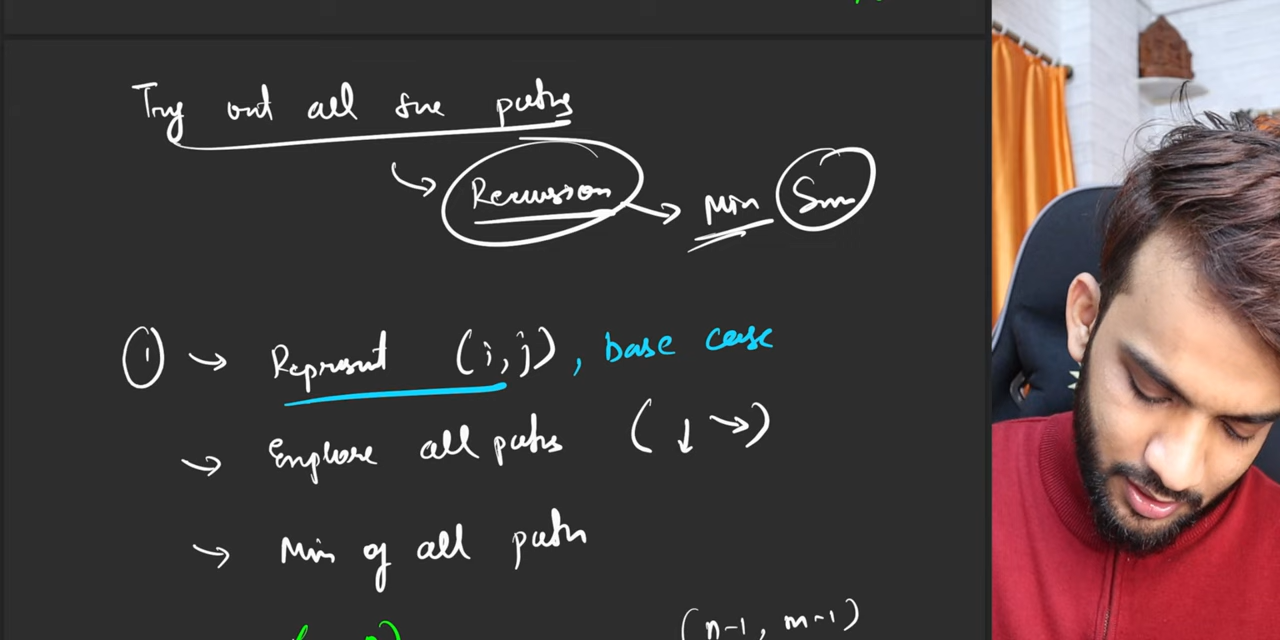 Try out all the paths
↳ Recursion → Min Sum
① → Represent (i,j), base case
→ Explore all paths (↓ →)
→ Min of all paths
(n-1, m-1)